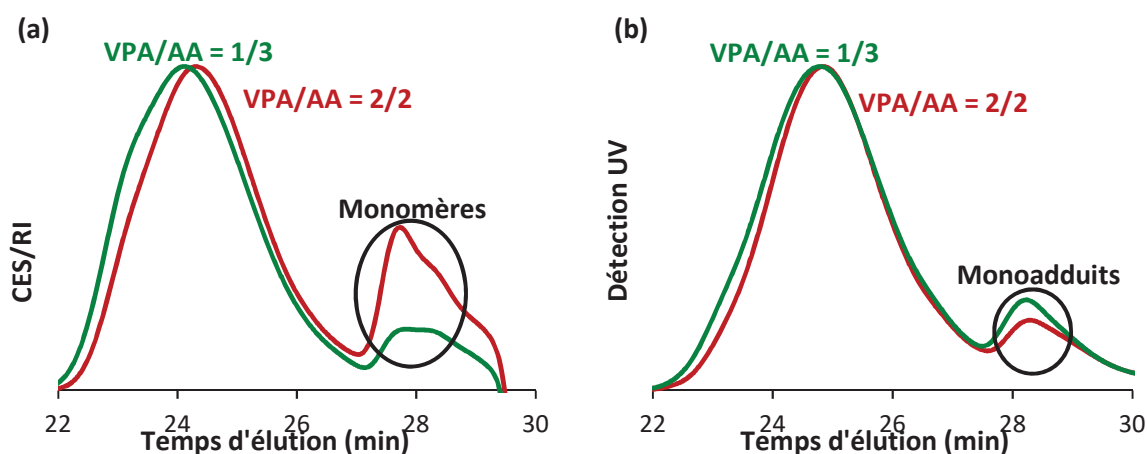 (a)
VPA/AA = 1/3
VPA/AA = 2/2
Monomères
CES/RI
22 24 26 28 30
Temps d'élution (min)
(b)
VPA/AA = 1/3
VPA/AA = 2/2
Monoadduits
Détection UV
22 24 26 28 30
Temps d'élution (min)